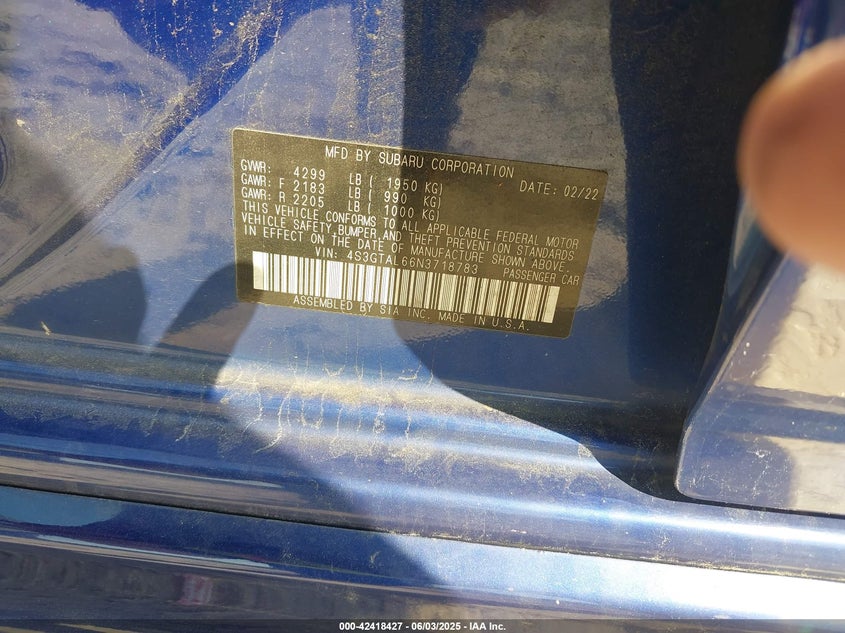 MFD BY SUBARU CORPORATION
GVWR: 4299 LB ( 1950 KG) DATE: 02/22
GAWR: F 2183 LB ( 990 KG)
GAWR: R 2205 LB ( 1000 KG)
THIS VEHICLE CONFORMS TO ALL APPLICABLE FEDERAL MOTOR
VEHICLE SAFETY, BUMPER, AND THEFT PREVENTION STANDARDS
IN EFFECT ON THE DATE OF MANUFACTURE SHOWN ABOVE.
VIN: 4S3GTAL66N3718783 PASSENGER CAR
ASSEMBLED BY SIA INC. MADE IN U.S.A.
000-42418427 - 06/03/2025 - IAA Inc.